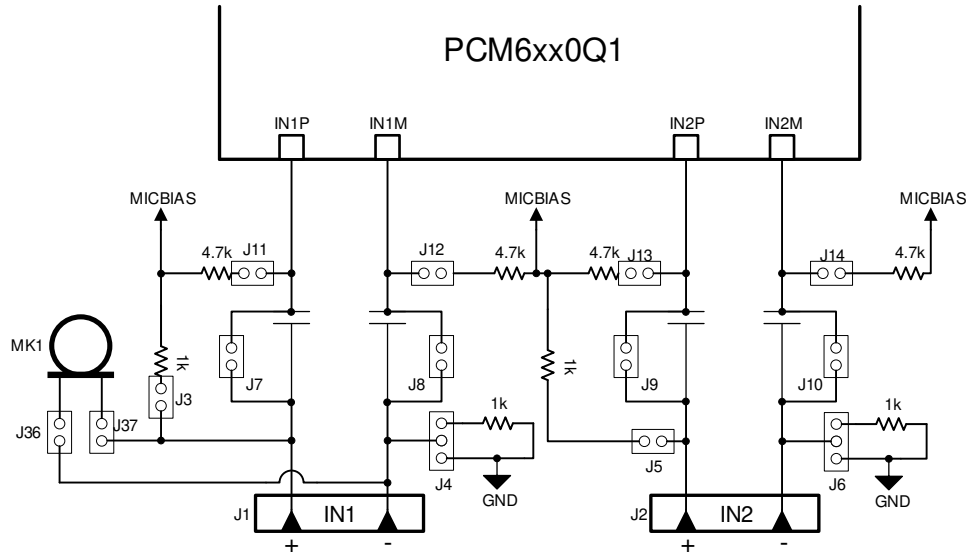 PCM6xx0Q1
IN1P IN1M IN2P IN2M
MICBIAS MICBIAS MICBIAS
4.7k J11 J12 4.7k 4.7k J13 J14 4.7k
MK1 1k J7 J8 1k J9 J10
J3 1k 1k
J36 J37
J4 J5 J6
GND GND
J1 IN1 J2 IN2
+ - + -